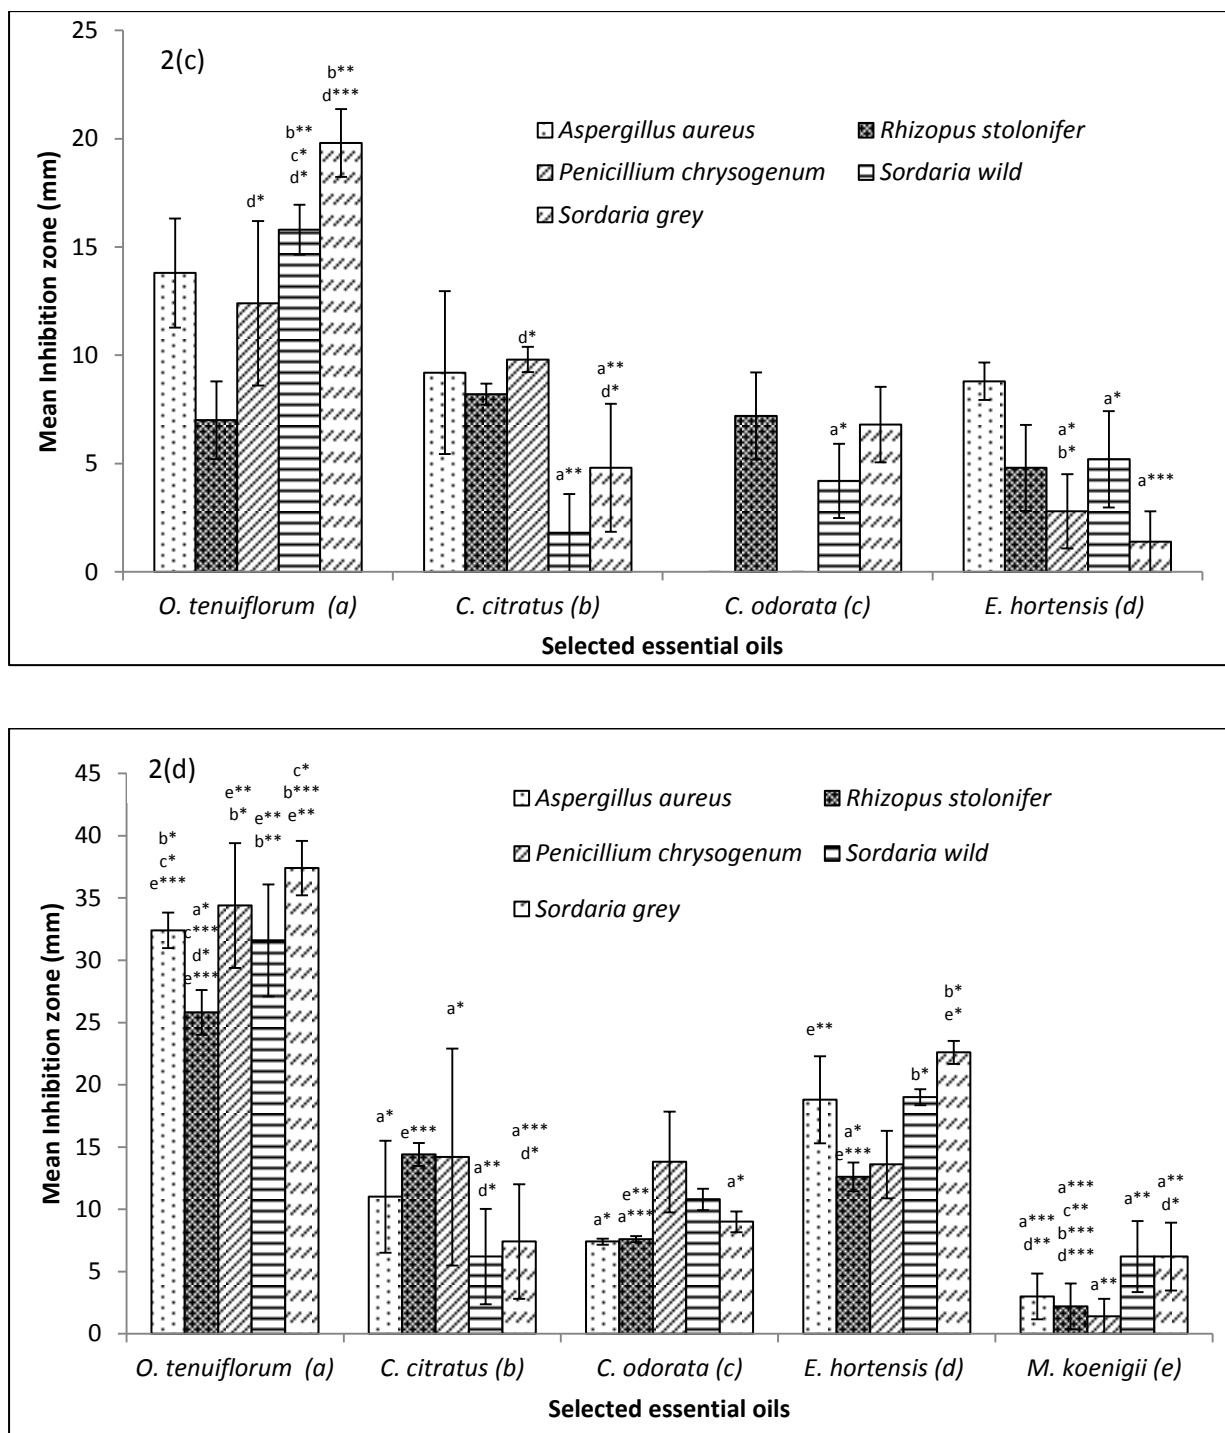 2(c)
Mean Inhibition zone (mm)
25
20
15
10
5
0
Aspergillus aureus
Rhizopus stolonifer
Penicillium chrysogenum
Sordaria wild
Sordaria grey
d*
b**
c*
d*
b**
d***
d*
a**
a**
d*
a*
a*
b*
a*
a***
O. tenuiflorum (a)
C. citratus (b)
C. odorata (c)
E. hortensis (d)
Selected essential oils
2(d)
Mean Inhibition zone (mm)
45
40
35
30
25
20
15
10
5
0
Aspergillus aureus
Rhizopus stolonifer
Penicillium chrysogenum
Sordaria wild
Sordaria grey
b*
c*
e***
a*
c***
d*
e***
e**
b*
e**
b**
c*
b***
e**
a*
e***
a*
a**
d*
a***
d*
a*
e**
a***
a*
e**
a*
e***
b*
b*
e*
a***
d**
a***
c**
b***
d***
a**
a**
a**
d*
O. tenuiflorum (a)
C. citratus (b)
C. odorata (c)
E. hortensis (d)
M. koenigii (e)
Selected essential oils